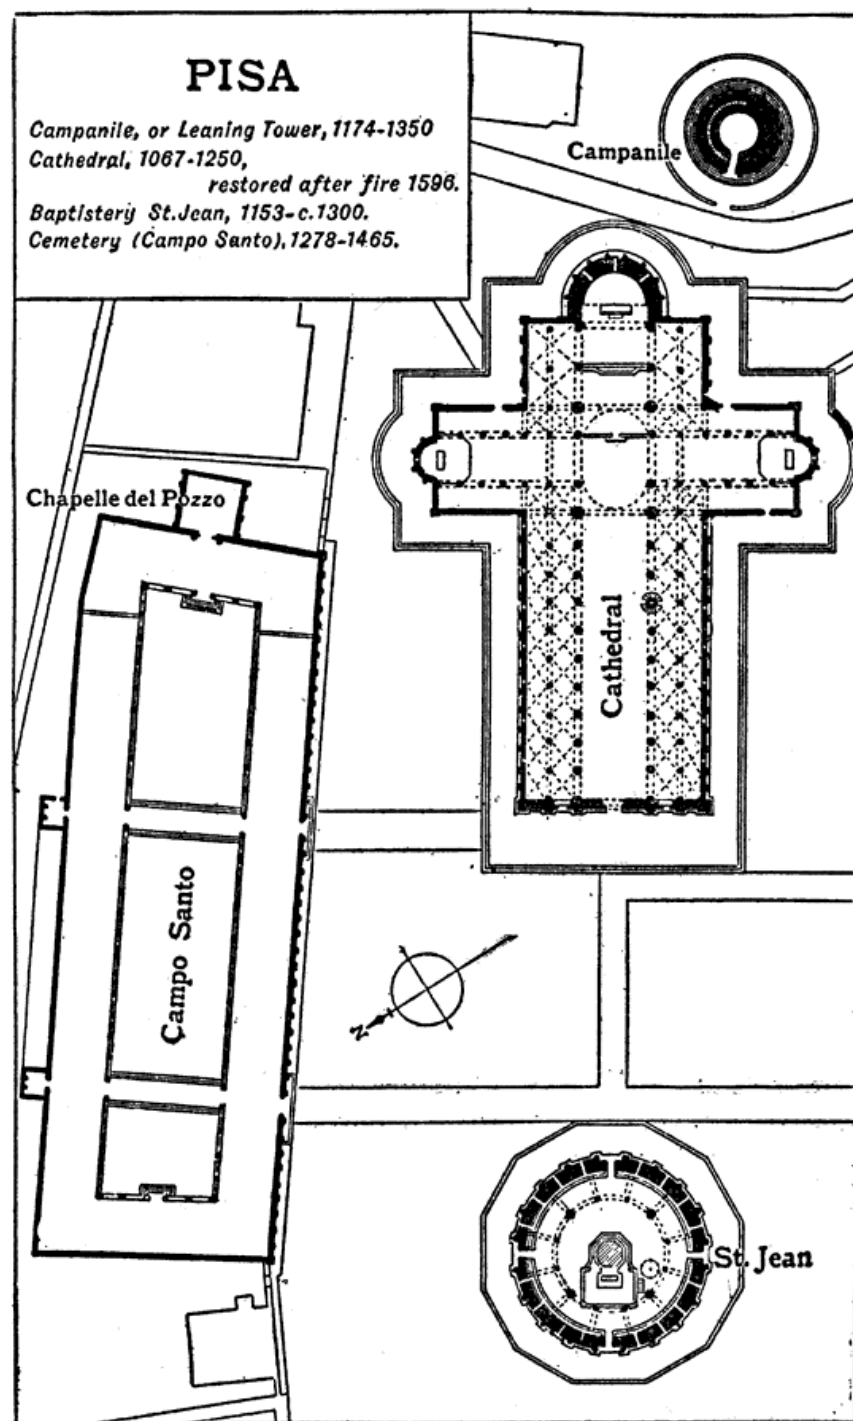 PISA
Campanile, or Leaning Tower, 1174-1350
Cathedral, 1067-1250,
restored after fire 1596.
Baptistery St.Jean, 1153-c.1300.
Cemetery (Campo Santo), 1278-1465.
Campanile
Chapelle del Pozzo
Cathedral
Campo Santo
N
St. Jean